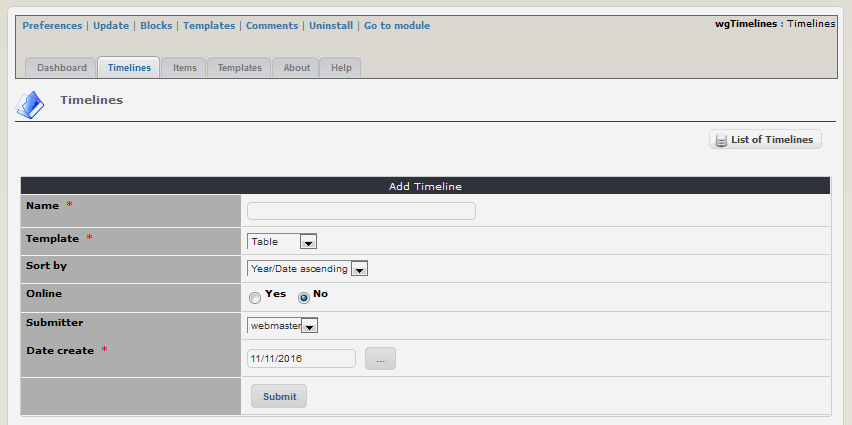 Preferences | Update | Blocks | Templates | Comments | Uninstall | Go to module
wgTimelines : Timelines
Dashboard Timelines Items Templates About Help
Timelines
List of Timelines
Add Timeline
Name *
Template * Table
Sort by Year/Date ascending
Online Yes No
Submitter webmaster
Date create * 11/11/2016 ...
Submit